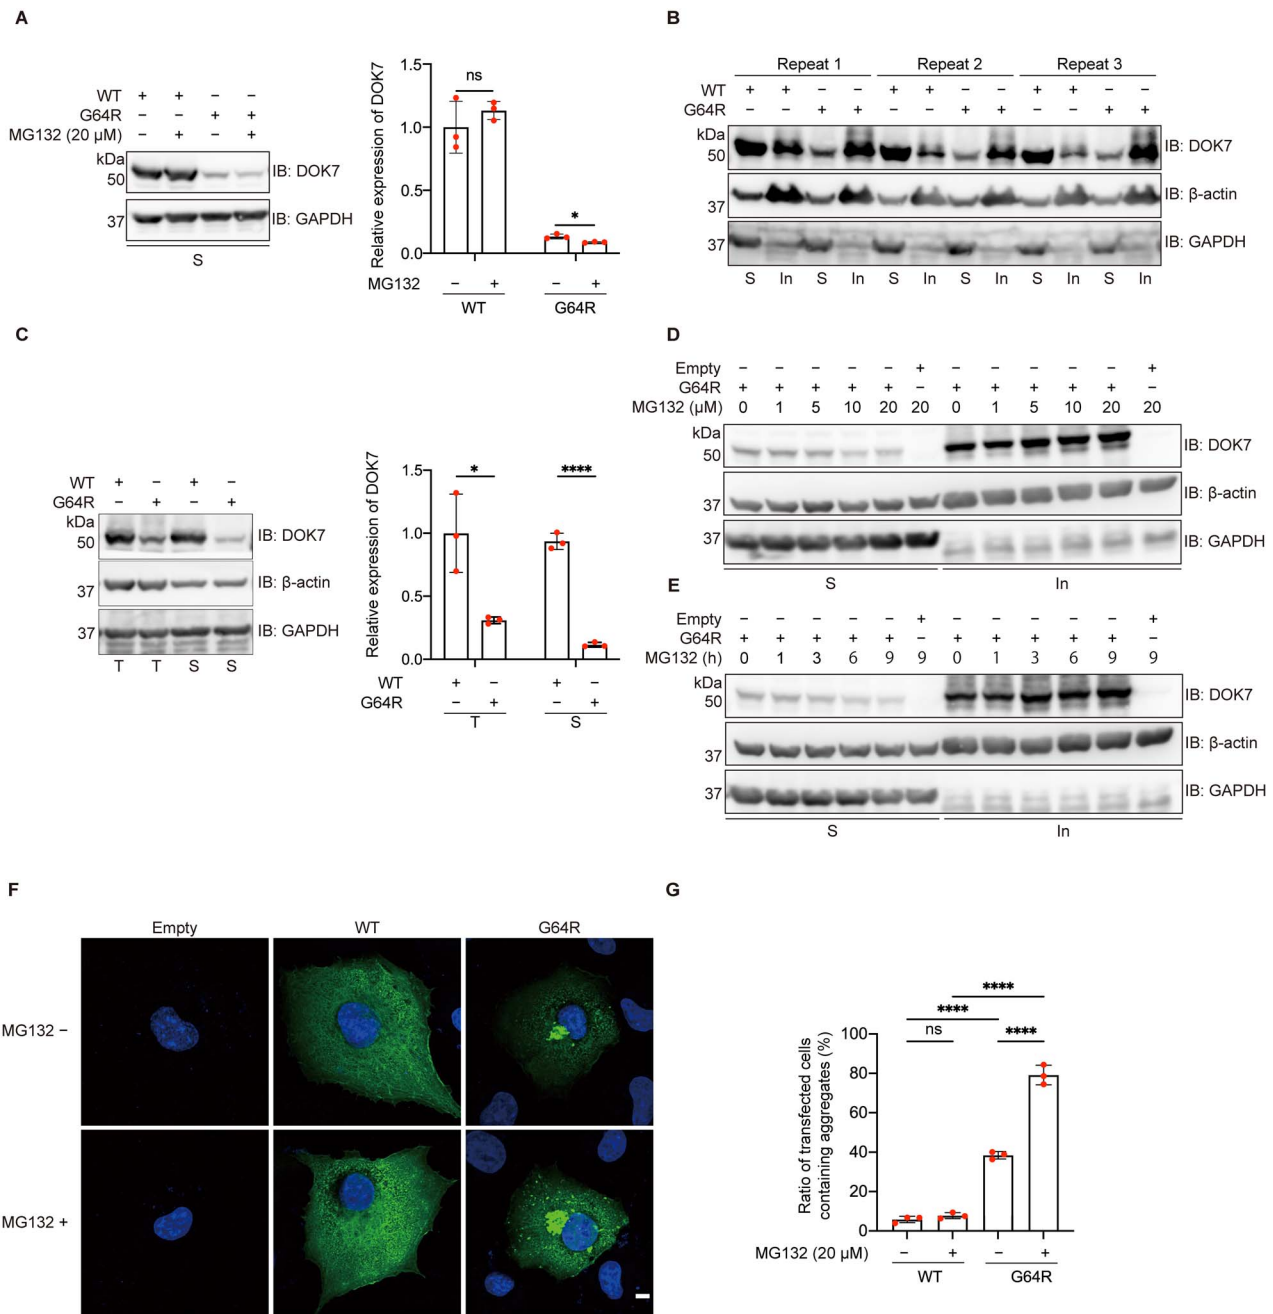 A
WT + + − −
G64R − − + +
MG132 (20 μM) − + − +
kDa
50
IB: DOK7
37
IB: GAPDH
S
Relative expression of DOK7
1.5
1.0
0.5
0.0
ns
*
MG132 − + − +
WT G64R
B
Repeat 1 Repeat 2 Repeat 3
WT + + − − + + − − + + − −
G64R − − + + − − + + − − + +
kDa
50
IB: DOK7
37
IB: β-actin
37
IB: GAPDH
S In S In S In S In S In S In
C
WT + − + −
G64R − + − +
kDa
50
IB: DOK7
37
IB: β-actin
37
IB: GAPDH
T T S S
Relative expression of DOK7
1.5
1.0
0.5
0.0
* ****
WT + − + −
G64R − + − +
T S
D
Empty − − − − − + − − − − − +
G64R + + + + + − + + + + + −
MG132 (μM) 0 1 5 10 20 20 0 1 5 10 20 20
kDa
50
IB: DOK7
37
IB: β-actin
37
IB: GAPDH
S In
E
Empty − − − − − + − − − − − +
G64R + + + + + − + + + + + −
MG132 (h) 0 1 3 6 9 9 0 1 3 6 9 9
kDa
50
IB: DOK7
37
IB: β-actin
37
IB: GAPDH
S In
F
Empty WT G64R
MG132 −
MG132 +
G
Ratio of transfected cells
containing aggregates (%)
100
80
60
40
20
0
****
****
ns ****
MG132 (20 μM) − + − +
WT G64R